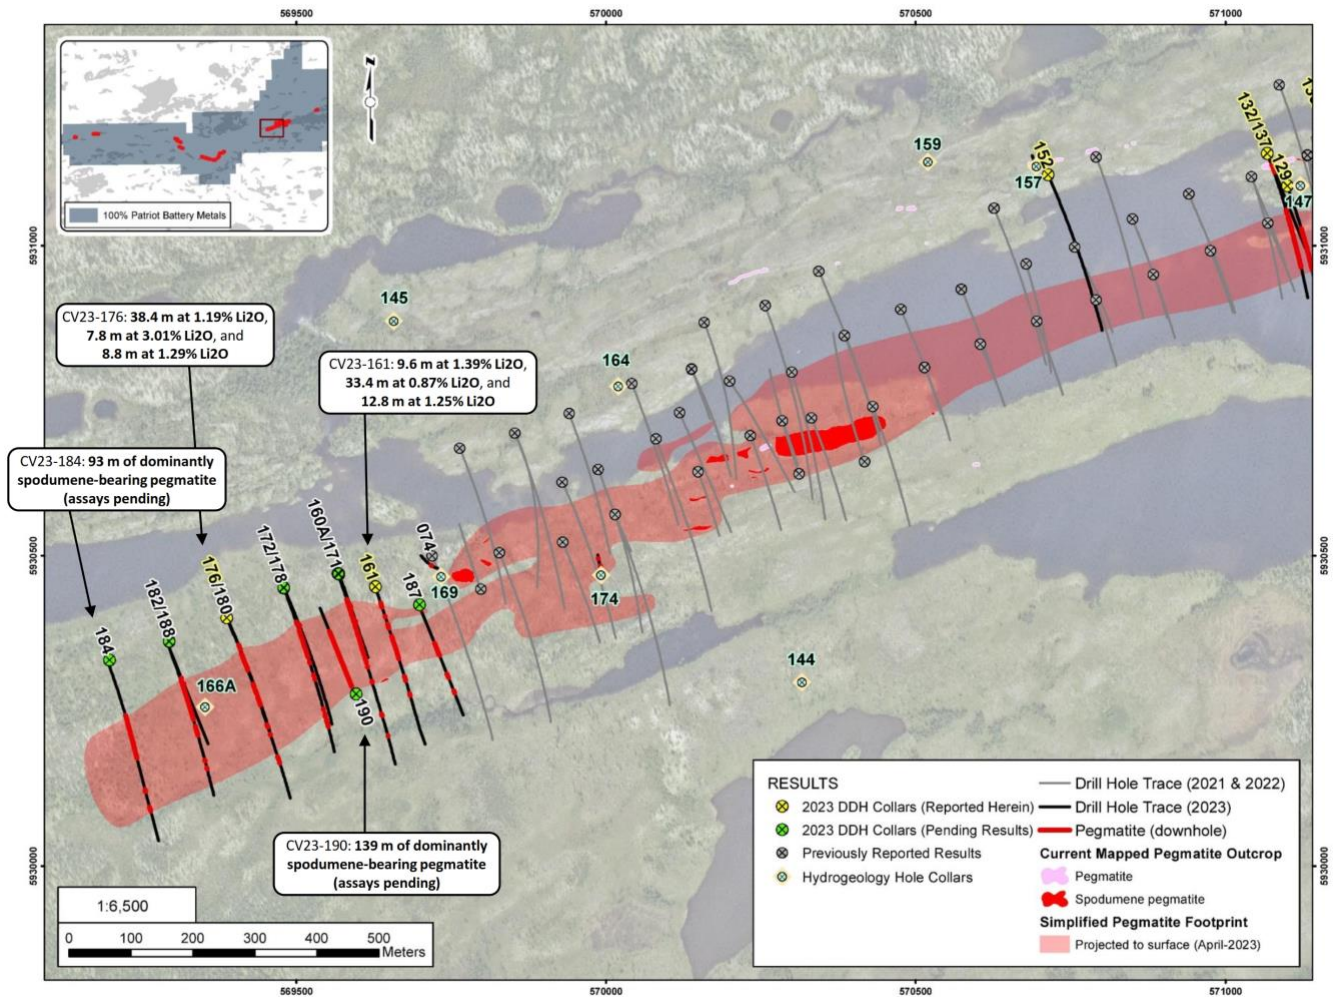 569500
570000
570500
571000
Z
100% Patriot Battery Metals
5931000
5930500
5930000
5931000
5930500
5930000
159
157
152
132/137
129
147
145
164
CV23-176: 38.4 m at 1.19% Li2O,
7.8 m at 3.01% Li2O, and
8.8 m at 1.29% Li2O
CV23-161: 9.6 m at 1.39% Li2O,
33.4 m at 0.87% Li2O, and
12.8 m at 1.25% Li2O
CV23-184: 93 m of dominantly
spodumene-bearing pegmatite
(assays pending)
184
182/188
176/180
172/178
160A/171
161
187
074
169
174
166A
190
144
CV23-190: 139 m of dominantly
spodumene-bearing pegmatite
(assays pending)
1:6,500
0 100 200 300 400 500
Meters
RESULTS
2023 DDH Collars (Reported Herein)
2023 DDH Collars (Pending Results)
Previously Reported Results
Hydrogeology Hole Collars
Drill Hole Trace (2021 & 2022)
Drill Hole Trace (2023)
Pegmatite (downhole)
Current Mapped Pegmatite Outcrop
Pegmatite
Spodumene pegmatite
Simplified Pegmatite Footprint
Projected to surface (April-2023)
569500
570000
570500
571000